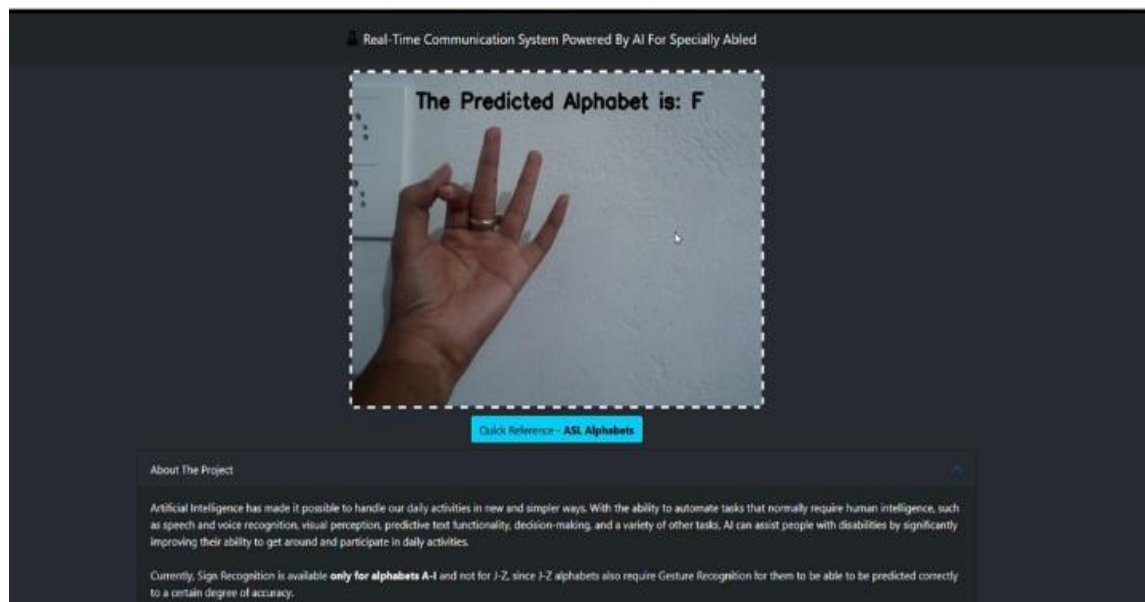 Real-Time Communication System Powered By AI For Specially Abled
The Predicted Alphabet is: F
Quick Reference - ASL Alphabets
About The Project
Artificial Intelligence has made it possible to handle our daily activities in new and simpler ways. With the ability to automate tasks that normally require human intelligence, such
as speech and voice recognition, visual perception, predictive text functionality, decision-making, and a variety of other tasks, AI can assist people with disabilities by significantly
improving their ability to get around and participate in daily activities.
Currently, Sign Recognition is available only for alphabets A-I and not for J-Z, since J-Z alphabets also require Gesture Recognition for them to be able to be predicted correctly
to a certain degree of accuracy.